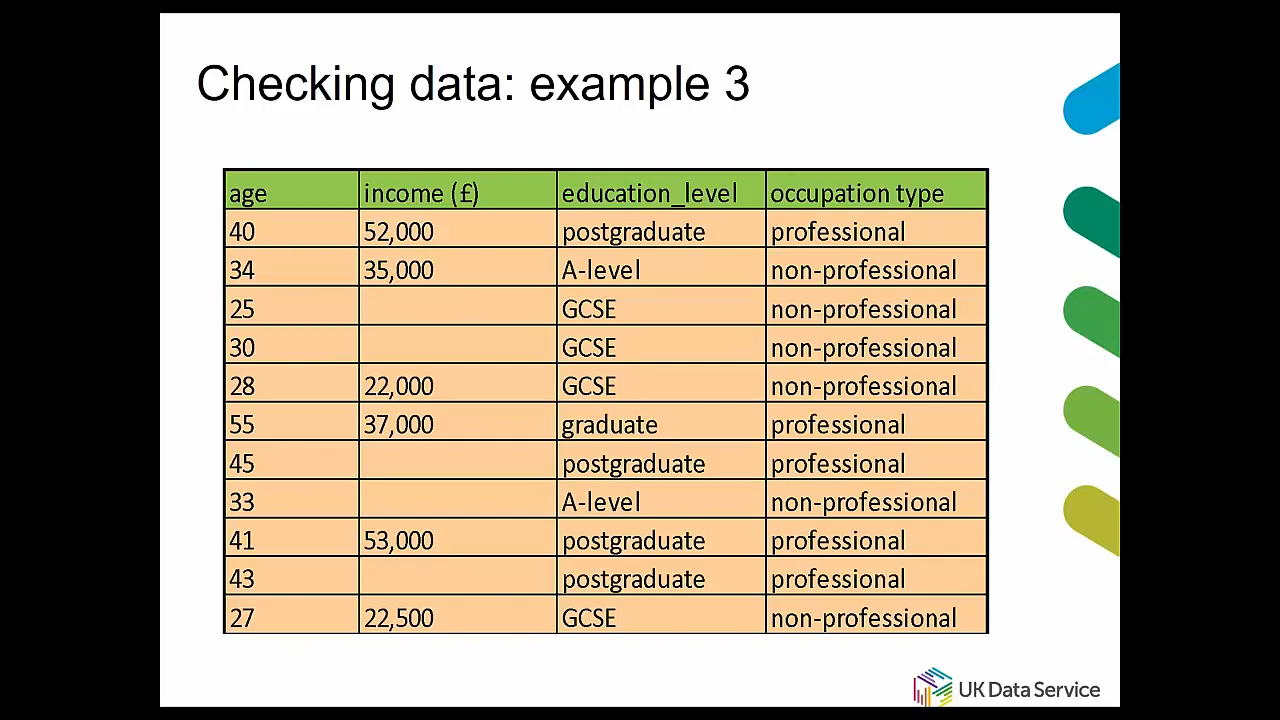 Checking data: example 3
age income (£) education_level occupation type
40 52,000 postgraduate professional
34 35,000 A-level non-professional
25 GCSE non-professional
30 GCSE non-professional
28 22,000 GCSE non-professional
55 37,000 graduate professional
45 postgraduate professional
33 A-level non-professional
41 53,000 postgraduate professional
43 postgraduate professional
27 22,500 GCSE non-professional
UK Data Service